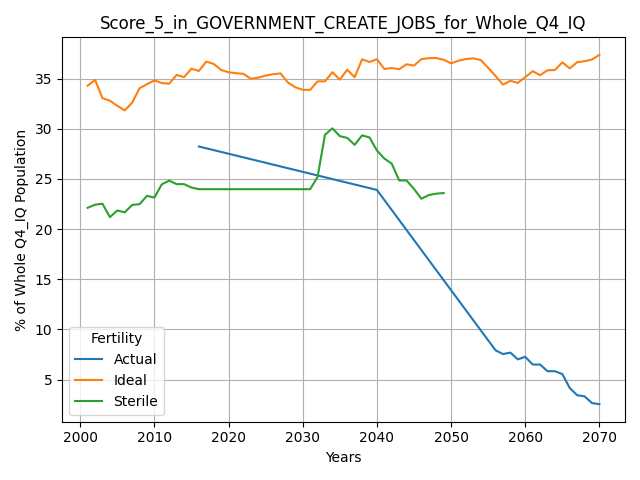 Score_5_in_GOVERNMENT_CREATE_JOBS_for_Whole_Q4_IQ
% of Whole Q4_IQ Population
35
30
25
20
15
10
5
Fertility
Actual
Ideal
Sterile
2000 2010 2020 2030 2040 2050 2060 2070
Years